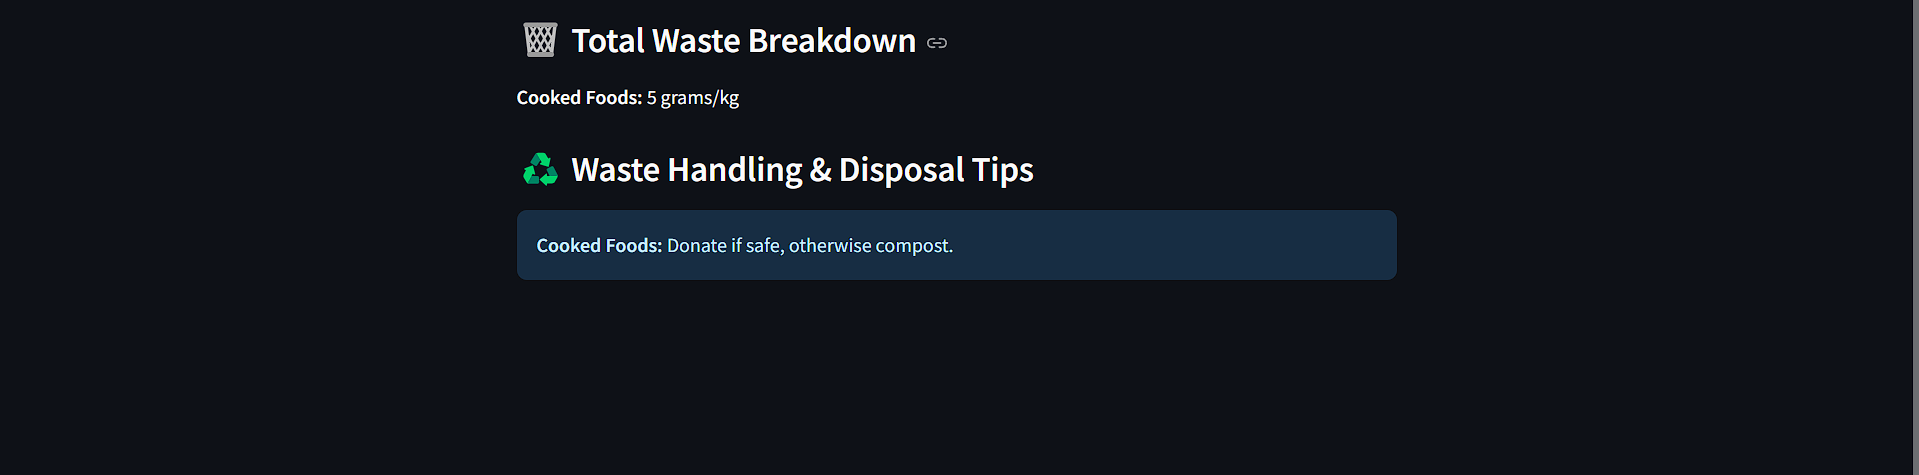 Total Waste Breakdown
Cooked Foods: 5 grams/kg
Waste Handling & Disposal Tips
Cooked Foods: Donate if safe, otherwise compost.